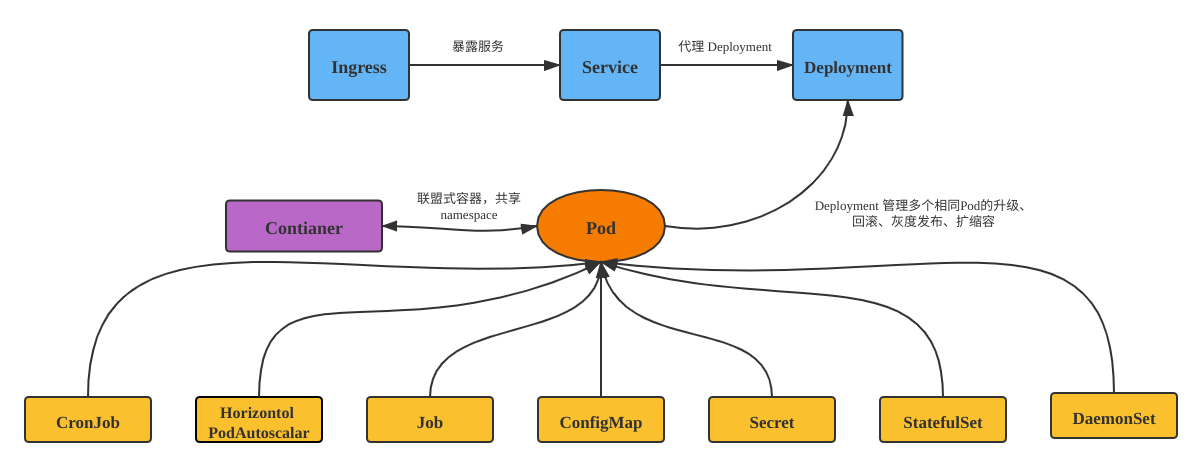 暴露服务
代理 Deployment
Ingress
Service
Deployment
联盟式容器，共享
namespace
Contianer
Pod
Deployment 管理多个相同Pod的升级、
回滚、灰度发布、扩缩容
CronJob
Horizontol
PodAutoscalar
Job
ConfigMap
Secret
StatefulSet
DaemonSet